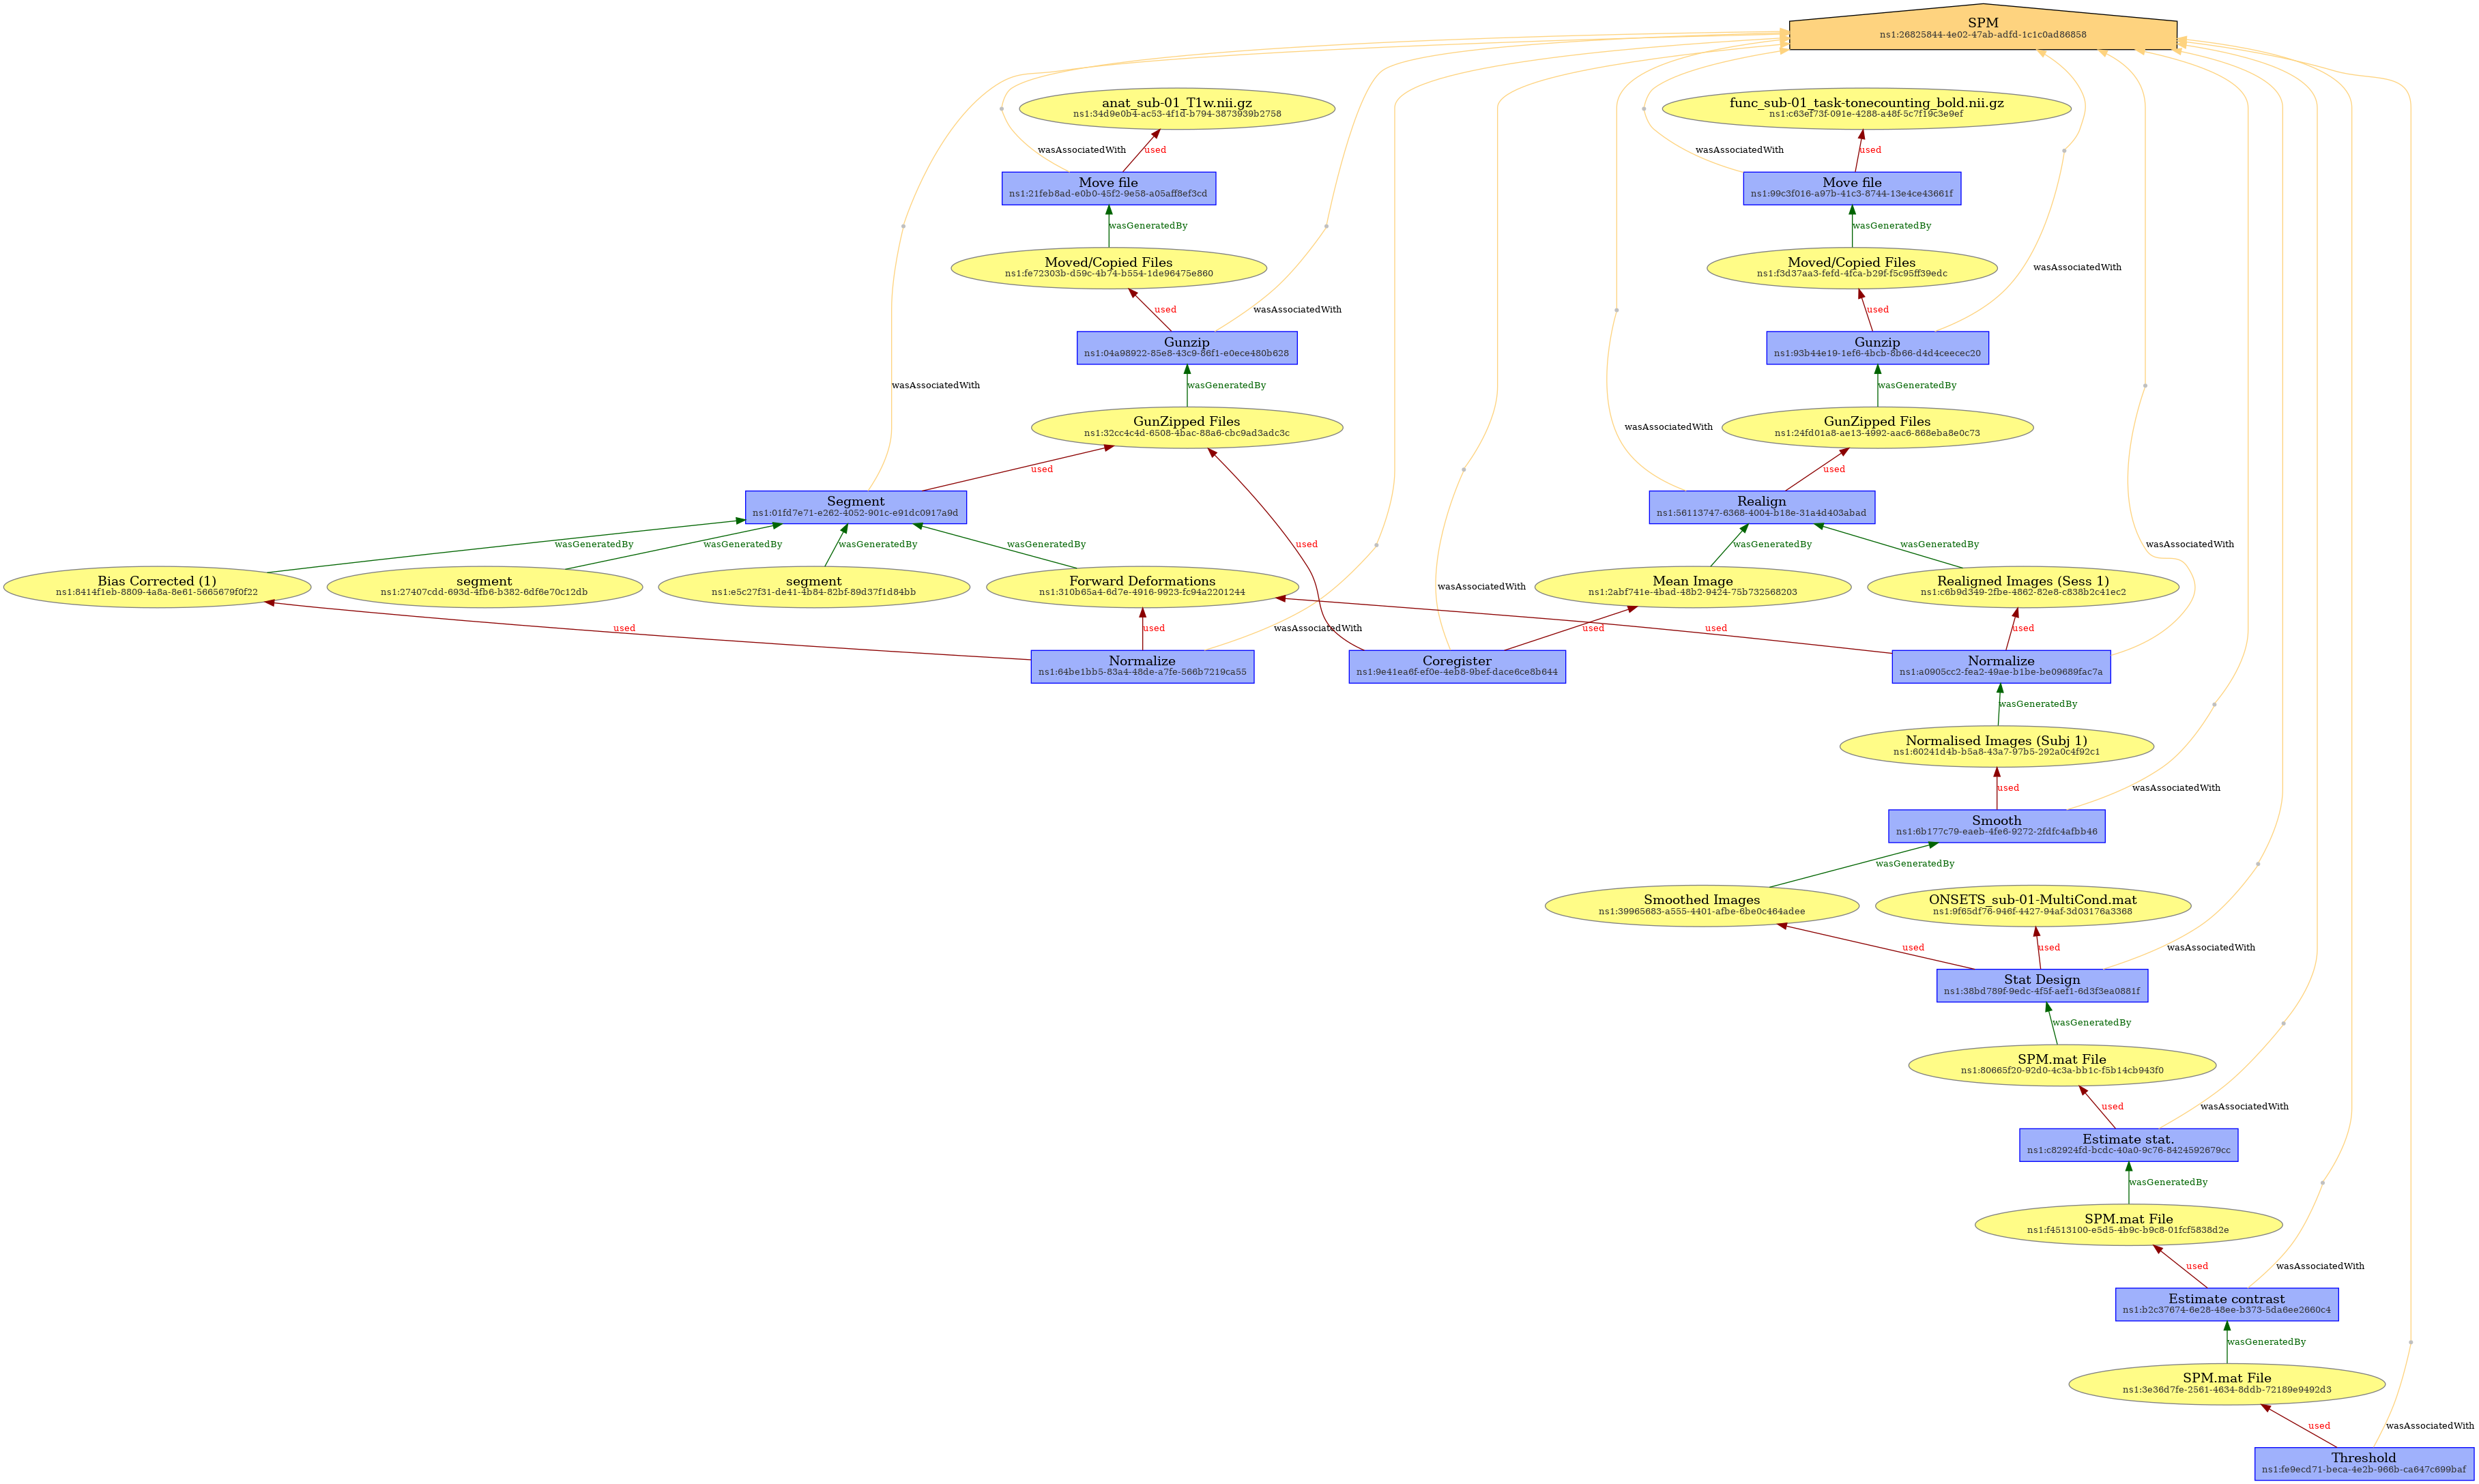 SPM
ns1:26825844-4e02-47ab-adfd-1c1c0ad86858
anat_sub-01_T1w.nii.gz
ns1:34d9e0b4-ac53-4f1d-b794-3873939b2758
func_sub-01_task-tonecounting_bold.nii.gz
ns1:c63ef73f-091e-4288-a48f-5c7f19c3e9ef
wasAssociatedWith
used
wasAssociatedWith
used
Move file
ns1:21feb8ad-e0b0-45f2-9e58-a05aff8ef3cd
Move file
ns1:99c3f016-a97b-41c3-8744-13e4ce43661f
wasGeneratedBy
wasGeneratedBy
Moved/Copied Files
ns1:fe72303b-d59c-4b74-b554-1de96475e860
Moved/Copied Files
ns1:f3d37aa3-fefd-4fca-b29f-f5c95ff39edc
wasAssociatedWith
used
wasAssociatedWith
used
Gunzip
ns1:04a98922-85e8-43c9-86f1-e0ece480b628
Gunzip
ns1:93b44e19-1ef6-4bcb-8b66-d4d4ceecec20
wasAssociatedWith
wasGeneratedBy
wasGeneratedBy
GunZipped Files
ns1:32cc4c4d-6508-4bac-88a6-cbc9ad3adc3c
wasAssociatedWith
GunZipped Files
ns1:24fd01a8-ae13-4992-aac6-868eba8e0c73
used
used
Segment
ns1:01fd7e71-e262-4052-901c-e91dc0917a9d
Realign
ns1:56113747-6368-4004-b18e-31a4d403abad
wasGeneratedBy
wasGeneratedBy
wasGeneratedBy
wasGeneratedBy
used
wasGeneratedBy
wasGeneratedBy
wasAssociatedWith
Bias Corrected (1)
ns1:8414f1eb-8809-4a8a-8e61-5665679f0f22
segment
ns1:27407cdd-693d-4fb6-b382-6df6e70c12db
segment
ns1:e5c27f31-de41-4b84-82bf-89d37f1d84bb
Forward Deformations
ns1:310b65a4-6d7e-4916-9923-fc94a2201244
wasAssociatedWith
Mean Image
ns1:2abf741e-4bad-48b2-9424-75b732568203
Realigned Images (Sess 1)
ns1:c6b9d349-2fbe-4862-82e8-c838b2c41ec2
used
used
wasAssociatedWith
used
used
used
Normalize
ns1:64be1bb5-83a4-48de-a7fe-566b7219ca55
Coregister
ns1:9e41ea6f-ef0e-4eb8-9bef-dace6ce8b644
Normalize
ns1:a0905cc2-fea2-49ae-b1be-be09689fac7a
wasGeneratedBy
Normalised Images (Subj 1)
ns1:60241d4b-b5a8-43a7-97b5-292a0c4f92c1
used
wasAssociatedWith
Smooth
ns1:6b177c79-eaeb-4fe6-9272-2fdfc4afbb46
wasGeneratedBy
Smoothed Images
ns1:39965683-a555-4401-afbe-6be0c464adee
ONSETS_sub-01-MultiCond.mat
ns1:9f65df76-946f-4427-94af-3d03176a3368
used
used
wasAssociatedWith
Stat Design
ns1:38bd789f-9edc-4f5f-aef1-6d3f3ea0881f
wasGeneratedBy
SPM.mat File
ns1:80665f20-92d0-4c3a-bb1c-f5b14cb943f0
used
wasAssociatedWith
Estimate stat.
ns1:c82924fd-bcdc-40a0-9c76-8424592679cc
wasGeneratedBy
SPM.mat File
ns1:f4513100-e5d5-4b9c-b9c8-01fcf5838d2e
used
wasAssociatedWith
Estimate contrast
ns1:b2c37674-6e28-48ee-b373-5da6ee2660c4
wasGeneratedBy
SPM.mat File
ns1:3e36d7fe-2561-4634-8ddb-72189e9492d3
used
wasAssociatedWith
Threshold
ns1:fe9ecd71-beca-4e2b-966b-ca647c699baf